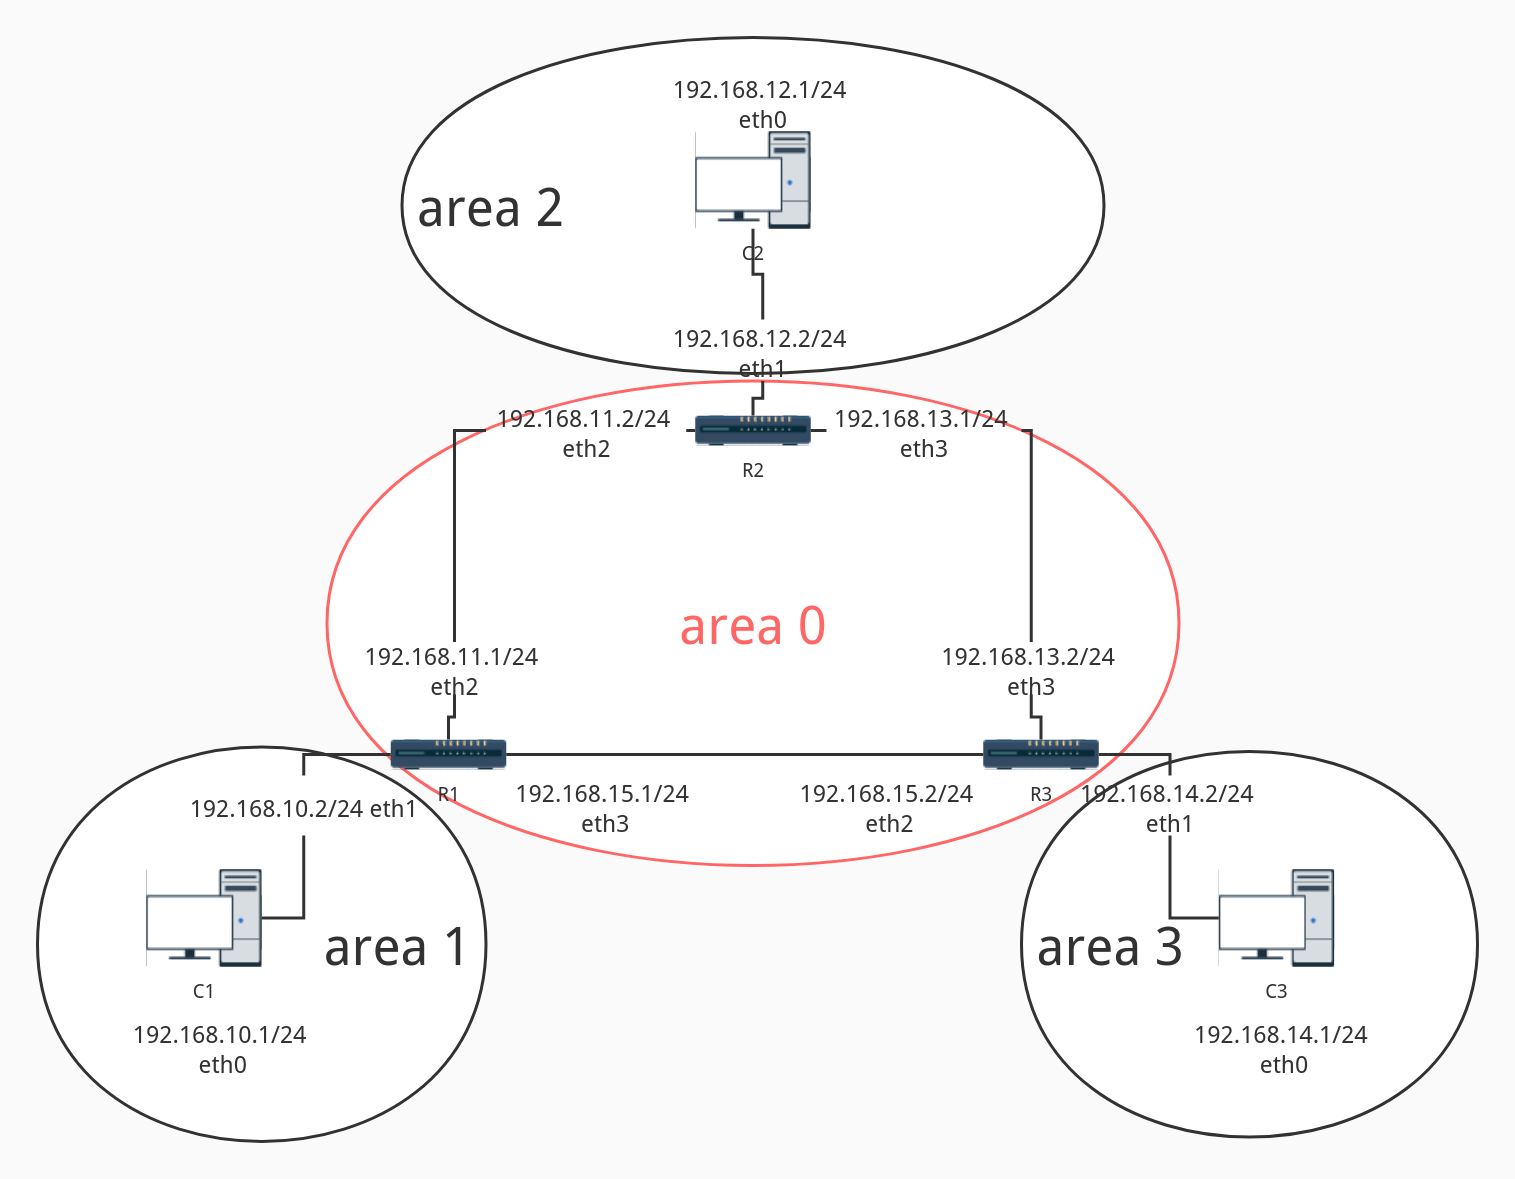 192.168.12.1/24
eth0
area 2
C2
192.168.12.2/24
eth1
192.168.11.2/24
eth2
192.168.13.1/24
eth3
R2
area 0
192.168.11.1/24
eth2
192.168.13.2/24
eth3
R1
192.168.15.1/24
eth3
192.168.15.2/24
eth2
R3
192.168.14.2/24
eth1
192.168.10.2/24 eth1
area 1
area 3
C1
C3
192.168.10.1/24
eth0
192.168.14.1/24
eth0